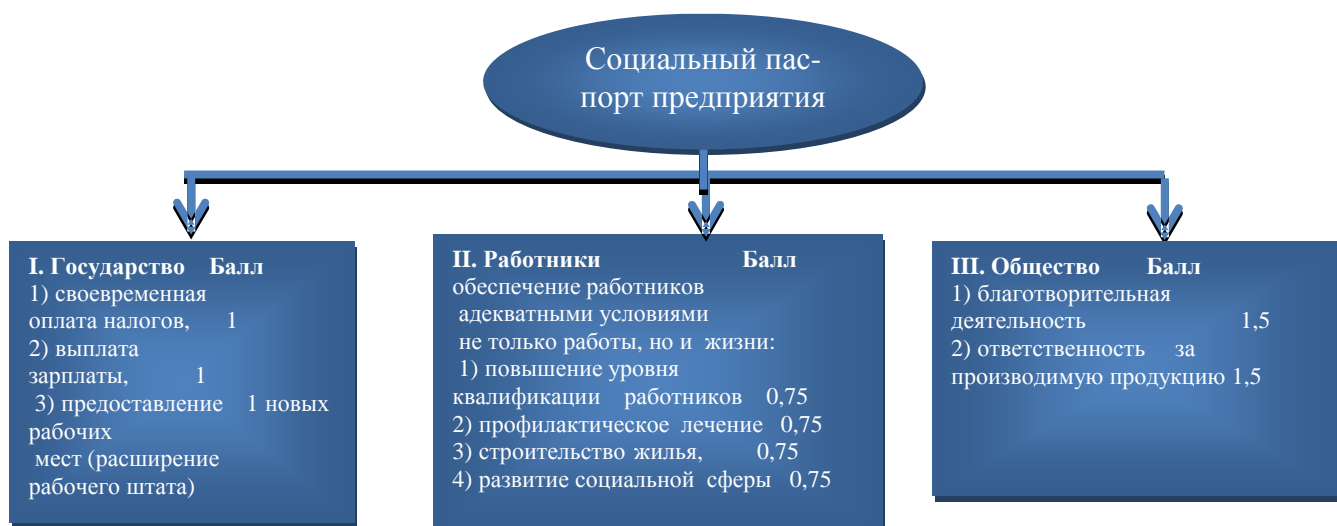 Социальный пас-
порт предприятия
I. Государство Балл
1) своевременная
оплата налогов, 1
2) выплата
зарплаты, 1
3) предоставление 1 новых
рабочих
мест (расширение
рабочего штата)
II. Работники Балл
обеспечение работников
адекватными условиями
не только работы, но и жизни:
1) повышение уровня
квалификации работников 0,75
2) профилактическое лечение 0,75
3) строительство жилья, 0,75
4) развитие социальной сферы 0,75
III. Общество Балл
1) благотворительная
деятельность 1,5
2) ответственность за
производимую продукцию 1,5